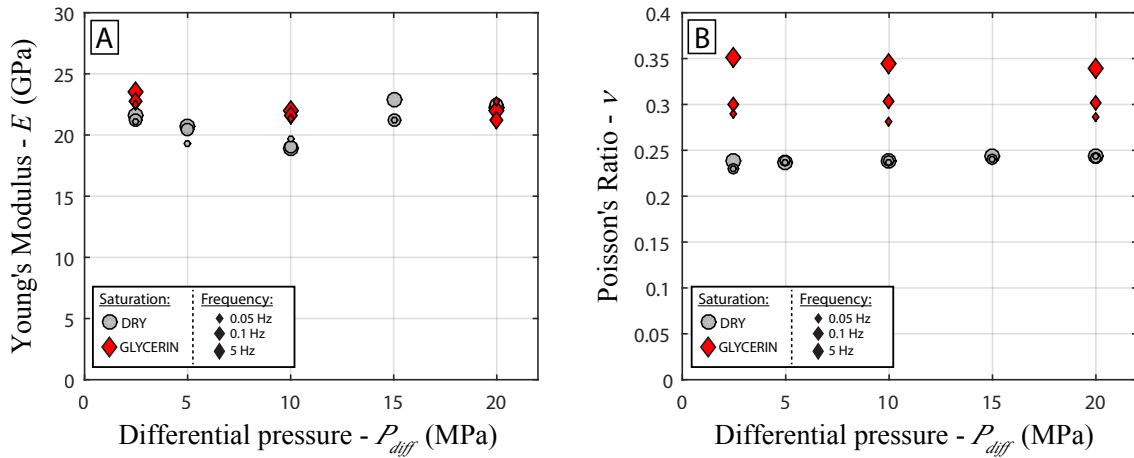 A
Young's Modulus - E (GPa)
30
25
20
15
10
5
0
0 5 10 15 20
Differential pressure - P_diff (MPa)
Saturation: Frequency:
DRY
GLYCERIN
0.05 Hz
0.1 Hz
5 Hz
B
Poisson's Ratio - ν
0.4
0.35
0.3
0.25
0.2
0.15
0.1
0.05
0
0 5 10 15 20
Differential pressure - P_diff (MPa)
Saturation: Frequency:
DRY
GLYCERIN
0.05 Hz
0.1 Hz
5 Hz